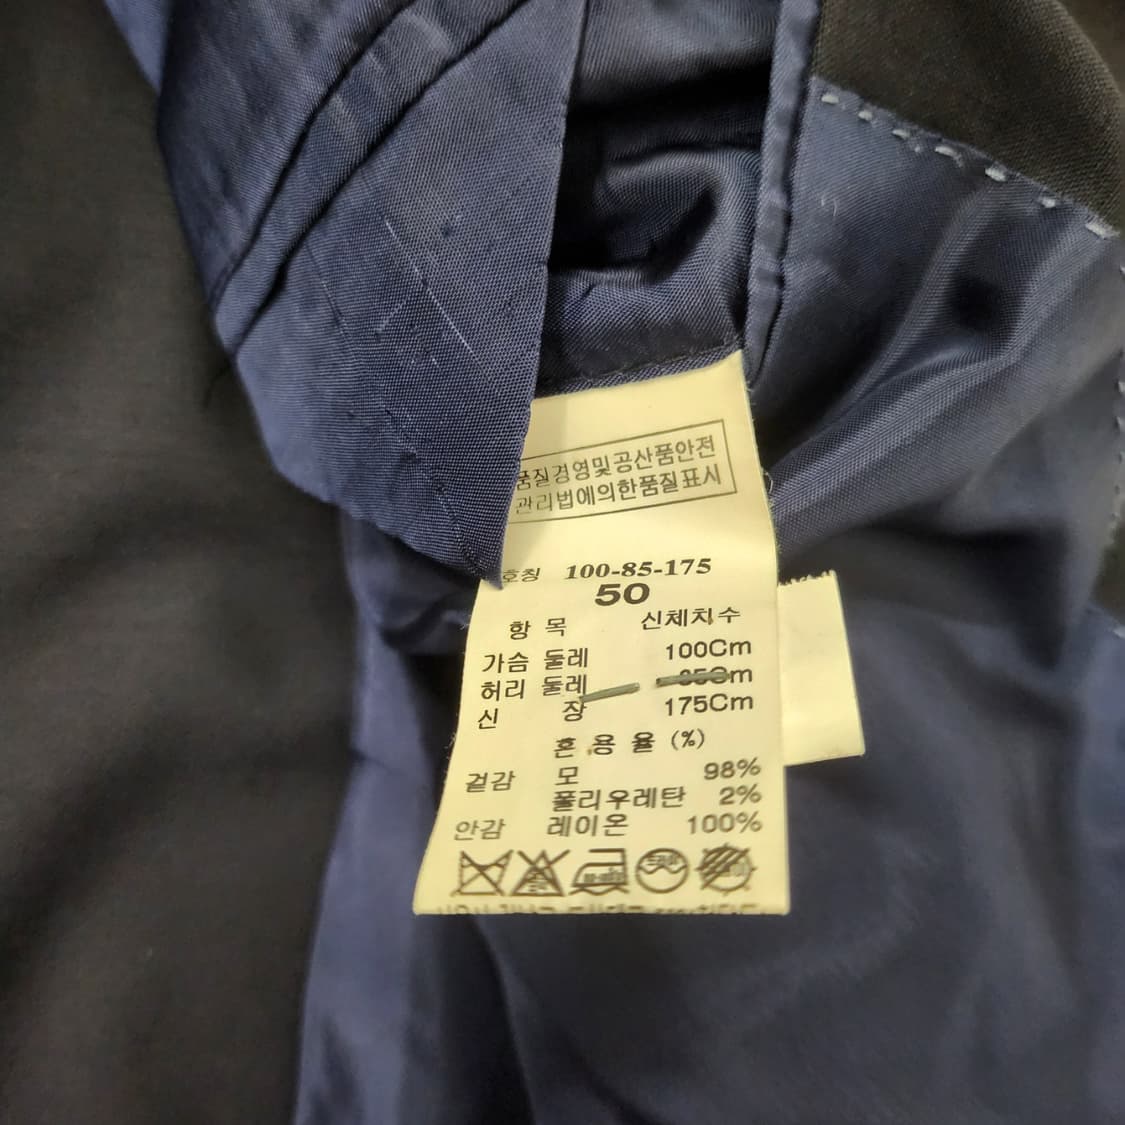 품질경영및공산품안전
관리법에의한품질표시
호칭 100-85-175
50
항 목 신체치수
가슴 둘레 100Cm
허리 둘레 85Cm
신 장 175Cm
혼 용 율 (%)
겉감 모 98%
폴리우레탄 2%
안감 레이온 100%